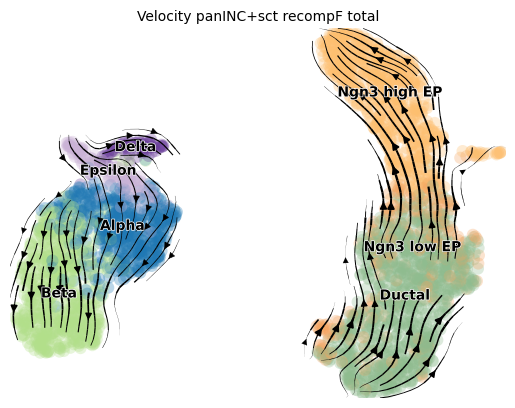 Velocity panINC+sct recompF total
Ngn3 high EP
Delta
Epsilon
Alpha
Ngn3 low EP
Beta
Ductal